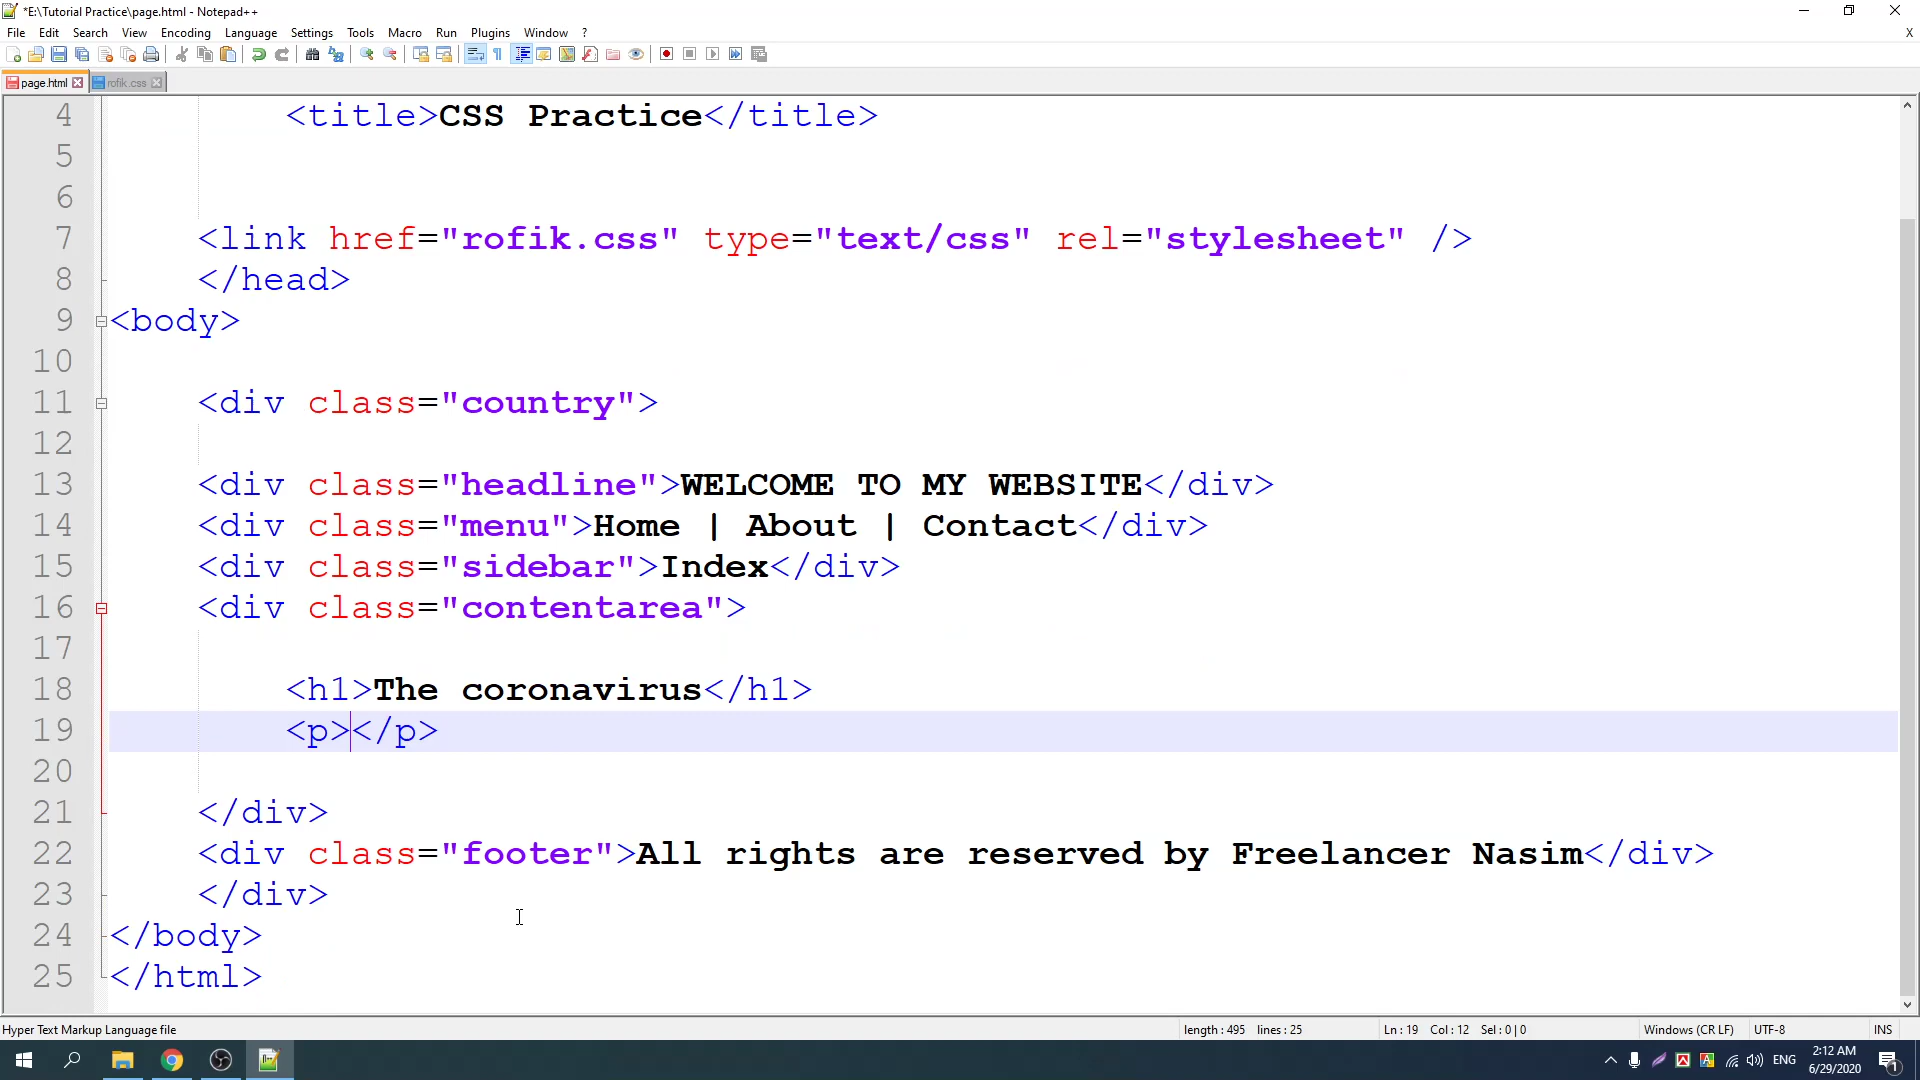 *E:\Tutorial Practice\page.html - Notepad++
File Edit Search View Encoding Language Settings Tools Macro Run Plugins Window ? X
page.html rofik.css
4 <title>CSS Practice</title>
5
6
7 <link href="rofik.css" type="text/css" rel="stylesheet" />
8 </head>
9 <body>
10
11 <div class="country">
12
13 <div class="headline">WELCOME TO MY WEBSITE</div>
14 <div class="menu">Home | About | Contact</div>
15 <div class="sidebar">Index</div>
16 <div class="contentarea">
17
18 <h1>The coronavirus</h1>
19 <p></p>
20
21 </div>
22 <div class="footer">All rights are reserved by Freelancer Nasim</div>
23 </div>
24 </body>
25 </html>
Hyper Text Markup Language file length : 495 lines : 25 Ln : 19 Col : 12 Sel : 0 | 0 Windows (CR LF) UTF-8 INS
ENG 2:12 AM
6/29/2020 1